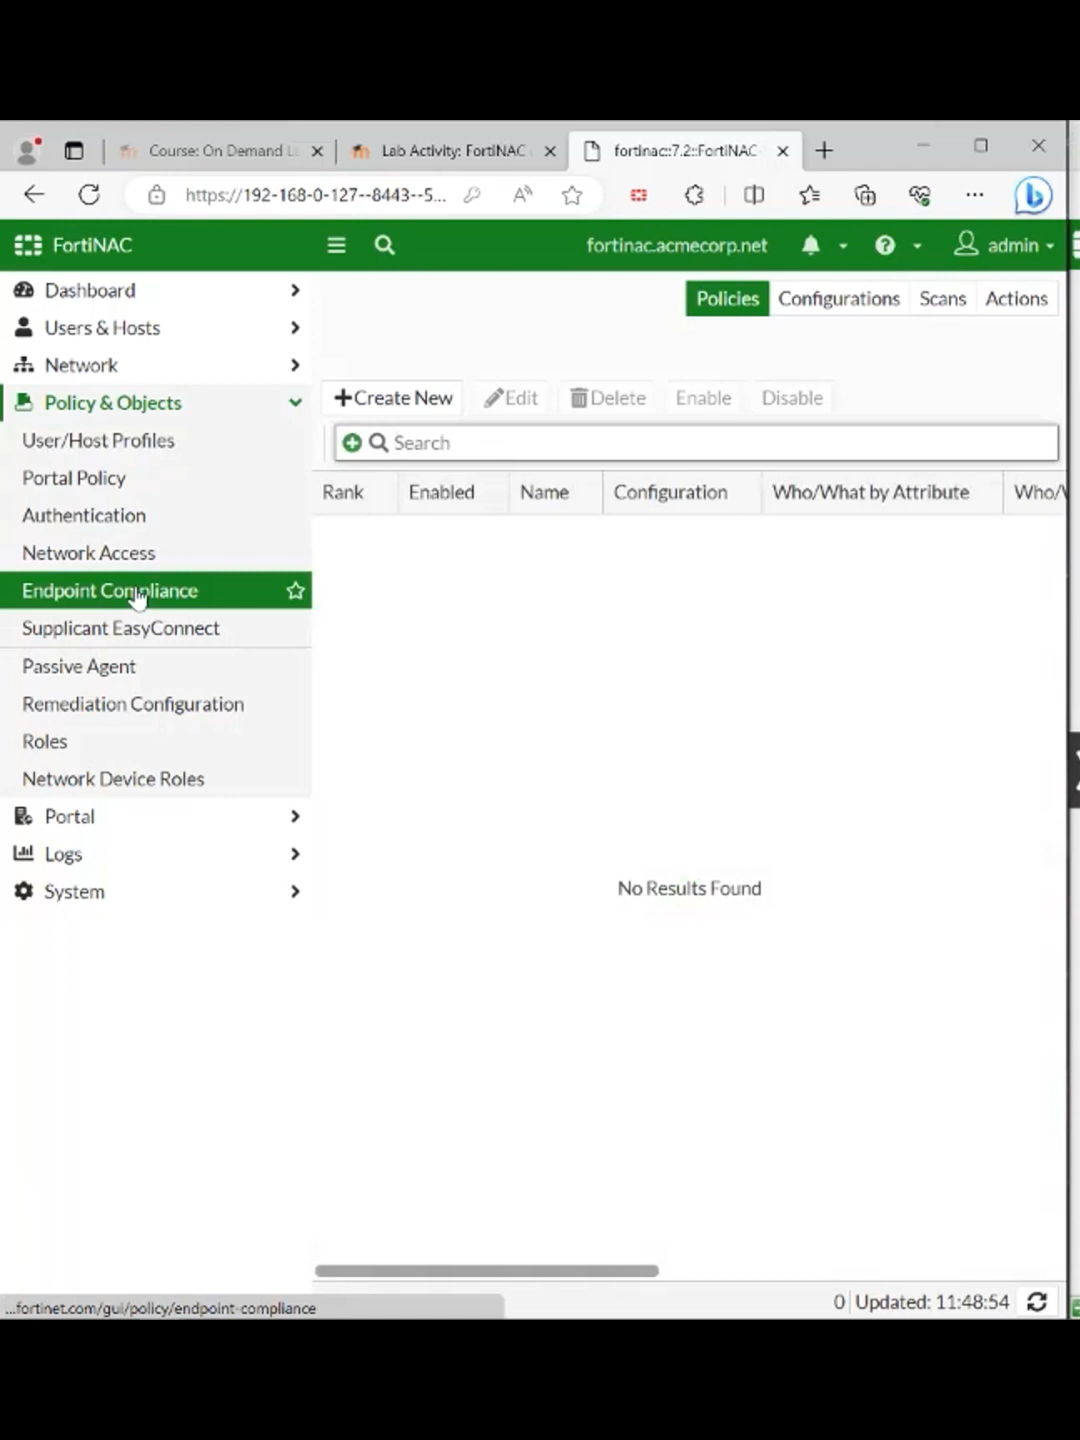 Course: On Demand L
Lab Activity: FortiNAC
fortinac::7.2::FortiNAC-
https://192-168-0-127--8443--5...
FortiNAC
fortinac.acmecorp.net
admin
Dashboard
Users & Hosts
Network
Policy & Objects
User/Host Profiles
Portal Policy
Authentication
Network Access
Endpoint Compliance
Supplicant EasyConnect
Passive Agent
Remediation Configuration
Roles
Network Device Roles
Portal
Logs
System
Policies Configurations Scans Actions
+Create New Edit Delete Enable Disable
Search
Rank Enabled Name Configuration Who/What by Attribute Who/
No Results Found
...fortinet.com/gui/policy/endpoint-compliance
0 Updated: 11:48:54